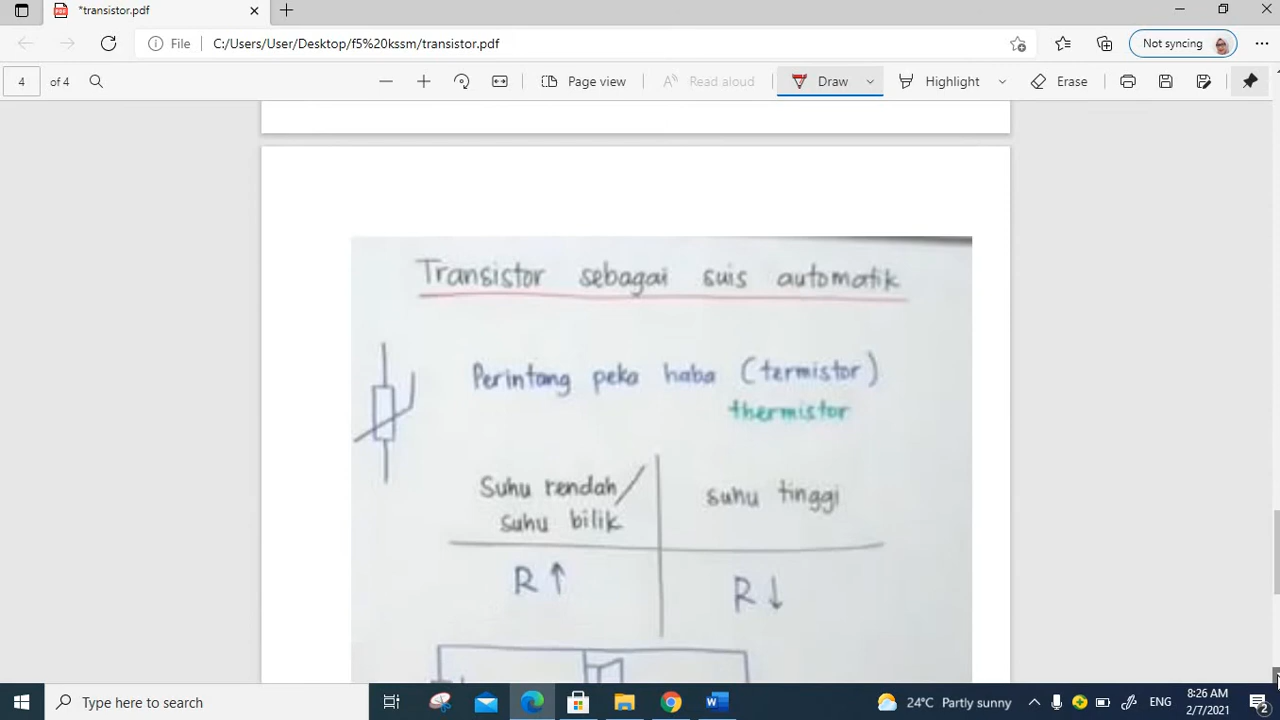 *transistor.pdf
File
C:/Users/User/Desktop/f5%20kssm/transistor.pdf
Not syncing
4 of 4
Page view
Read aloud
Draw
Highlight
Erase
Transistor sebagai suis automatik
Perintang peka haba (termistor)
thermistor
Suhu rendah/
suhu bilik
suhu tinggi
R ↑
R ↓
Type here to search
24°C Partly sunny
ENG
8:26 AM
2/7/2021
2